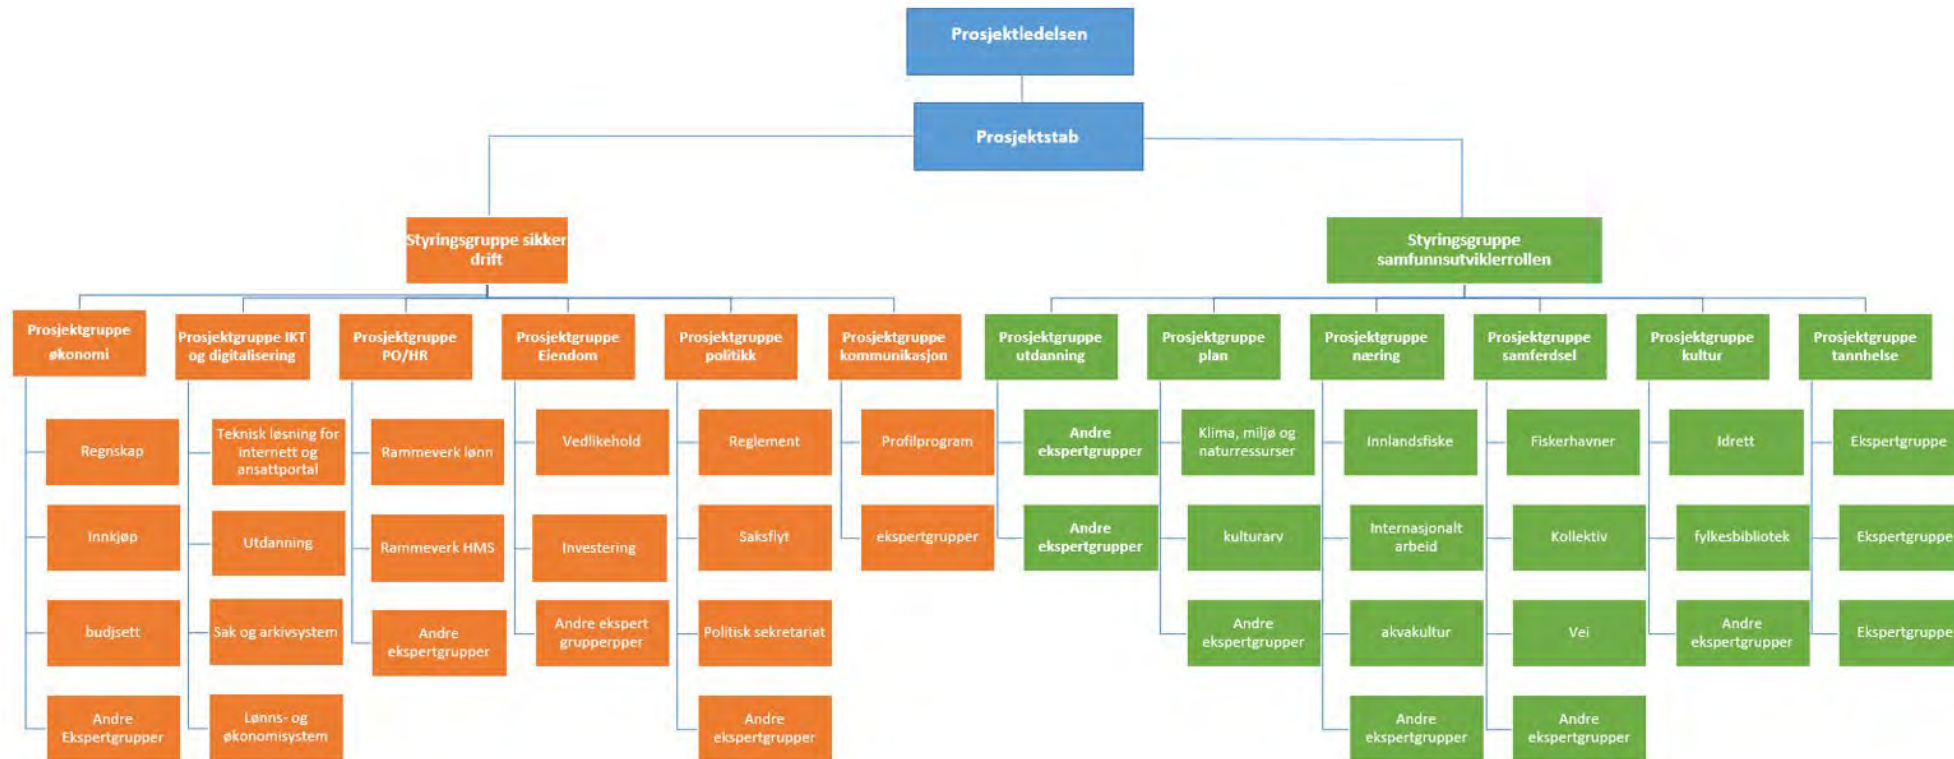 Prosjektledelsen
Prosjektstab
Styringsgruppe sikker
drift
Styringsgruppe
samfunnsutviklerrollen
Prosjektgruppe
økonomi
Prosjektgruppe IKT
og digitalisering
Prosjektgruppe
PO/HR
Prosjektgruppe
Eiendom
Prosjektgruppe
politikk
Prosjektgruppe
kommunikasjon
Prosjektgruppe
utdanning
Prosjektgruppe
plan
Prosjektgruppe
næring
Prosjektgruppe
samferdsel
Prosjektgruppe
kultur
Prosjektgruppe
tannhelse
Regnskap
Teknisk løsning for
internett og
ansattportal
Rammeverk lønn
Vedlikehold
Reglement
Profilprogram
Andre
ekspertgrupper
Klima, miljø og
naturressurser
Innlandsfiske
Fiskerhavner
Idrett
Ekspertgruppe
Innkjøp
Utdanning
Rammeverk HMS
Investering
Saksflyt
ekspertgrupper
Andre
ekspertgrupper
kulturarv
Internasjonalt
arbeid
Kollektiv
fylkesbibliotek
Ekspertgruppe
budjsett
Sak og arkivsystem
Andre
ekspertgrupper
Andre ekspert
grupperpper
Politisk sekretariat
Andre
ekspertgrupper
akvakultur
Vei
Andre
ekspertgrupper
Ekspertgruppe
Andre
Ekspertgrupper
Lønns- og
økonomisystem
Andre
ekspertgrupper
Andre
ekspertgrupper
Andre
ekspertgrupper